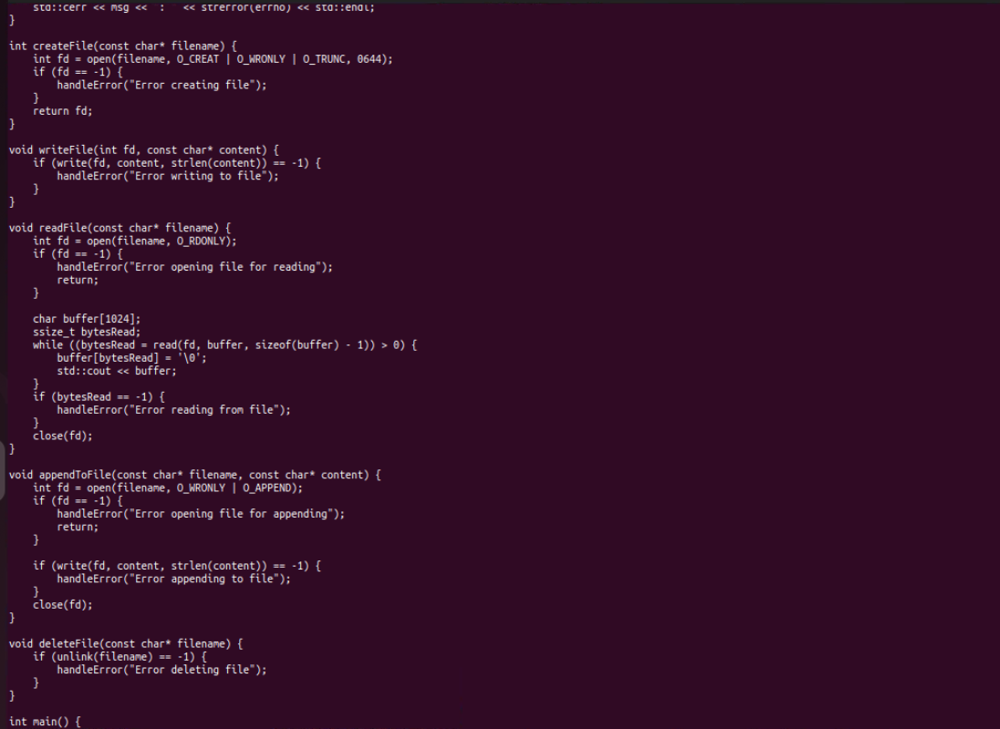 std::cerr << msg << ": " << strerror(errno) << std::endl;
}

int createFile(const char* filename) {
    int fd = open(filename, O_CREAT | O_WRONLY | O_TRUNC, 0644);
    if (fd == -1) {
        handleError("Error creating file");
    }
    return fd;
}

void writeFile(int fd, const char* content) {
    if (write(fd, content, strlen(content)) == -1) {
        handleError("Error writing to file");
    }
}

void readFile(const char* filename) {
    int fd = open(filename, O_RDONLY);
    if (fd == -1) {
        handleError("Error opening file for reading");
        return;
    }

    char buffer[1024];
    ssize_t bytesRead;
    while ((bytesRead = read(fd, buffer, sizeof(buffer) - 1)) > 0) {
        buffer[bytesRead] = '\0';
        std::cout << buffer;
    }
    if (bytesRead == -1) {
        handleError("Error reading from file");
    }
    close(fd);
}

void appendToFile(const char* filename, const char* content) {
    int fd = open(filename, O_WRONLY | O_APPEND);
    if (fd == -1) {
        handleError("Error opening file for appending");
        return;
    }

    if (write(fd, content, strlen(content)) == -1) {
        handleError("Error appending to file");
    }
    close(fd);
}

void deleteFile(const char* filename) {
    if (unlink(filename) == -1) {
        handleError("Error deleting file");
    }
}

int main() {